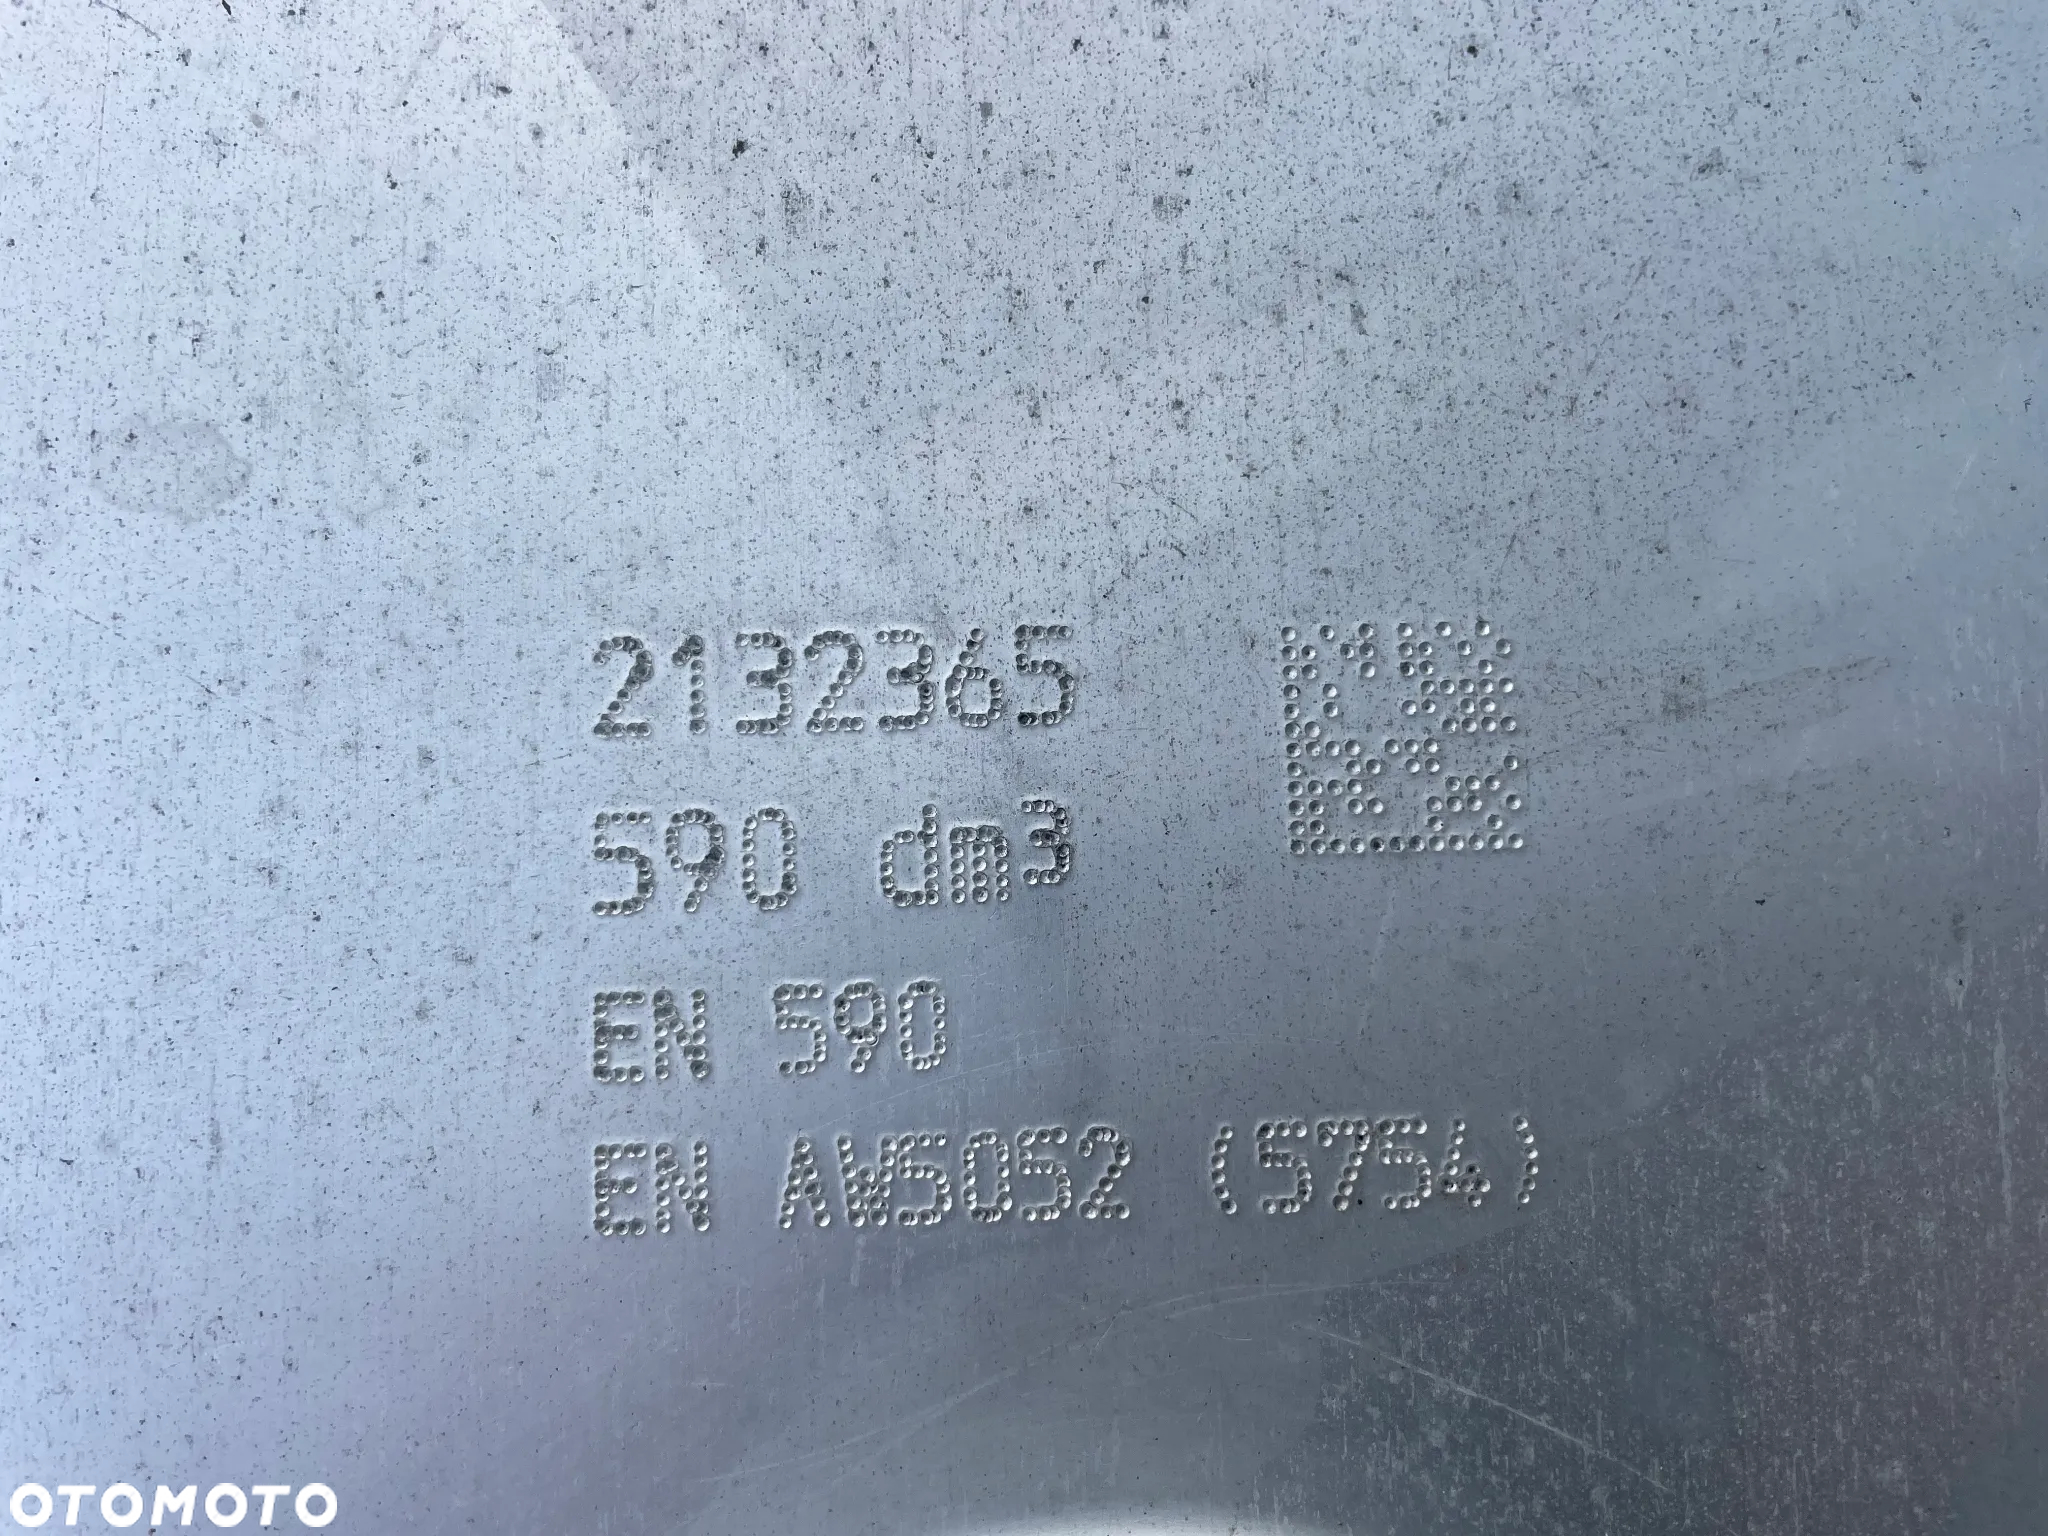 2132365
590 dm³
EN 590
EN AW5052 (5754)
OTOMOTO